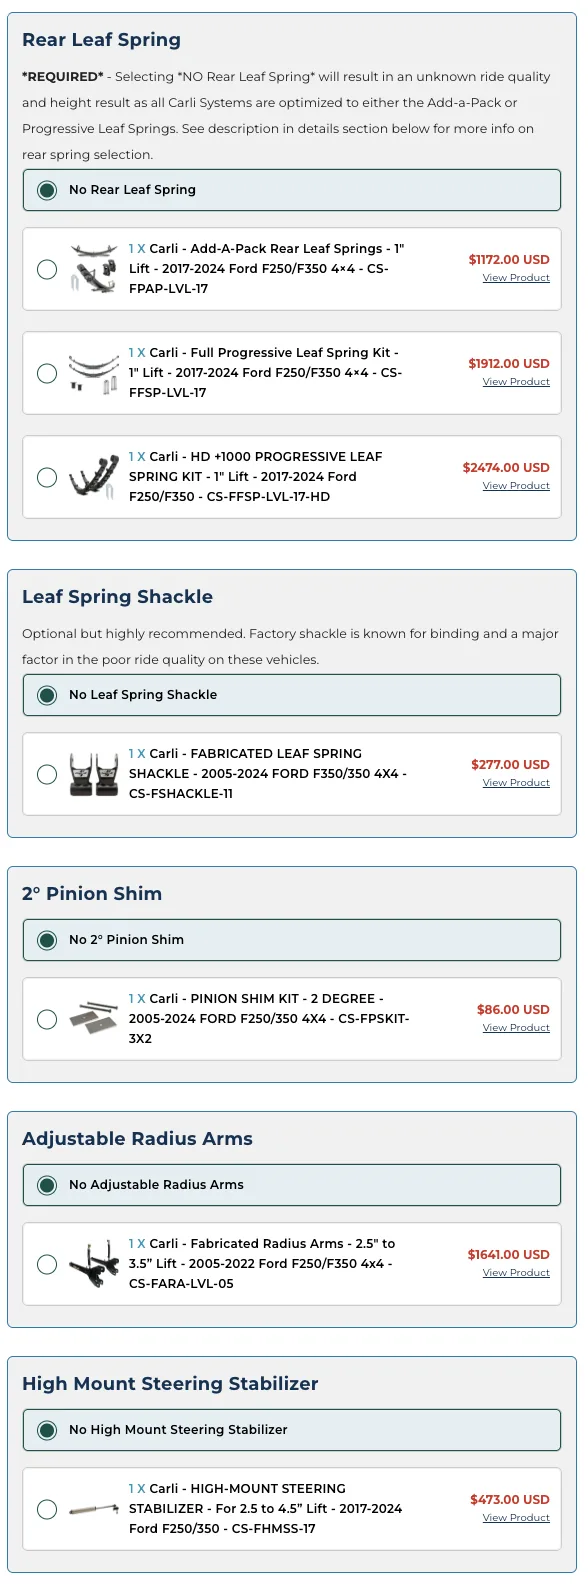 Rear Leaf Spring
*REQUIRED* - Selecting *NO Rear Leaf Spring* will result in an unknown ride quality
and height result as all Carli Systems are optimized to either the Add-a-Pack or
Progressive Leaf Springs. See description in details section below for more info on
rear spring selection.
No Rear Leaf Spring
1 X Carli - Add-A-Pack Rear Leaf Springs - 1"
Lift - 2017-2024 Ford F250/F350 4×4 - CS-
FPAP-LVL-17
$1172.00 USD
View Product
1 X Carli - Full Progressive Leaf Spring Kit -
1" Lift - 2017-2024 Ford F250/F350 4×4 - CS-
FFSP-LVL-17
$1912.00 USD
View Product
1 X Carli - HD +1000 PROGRESSIVE LEAF
SPRING KIT - 1" Lift - 2017-2024 Ford
F250/F350 - CS-FFSP-LVL-17-HD
$2474.00 USD
View Product
Leaf Spring Shackle
Optional but highly recommended. Factory shackle is known for binding and a major
factor in the poor ride quality on these vehicles.
No Leaf Spring Shackle
1 X Carli - FABRICATED LEAF SPRING
SHACKLE - 2005-2024 FORD F350/350 4X4 -
CS-FSHACKLE-11
$277.00 USD
View Product
2° Pinion Shim
No 2° Pinion Shim
1 X Carli - PINION SHIM KIT - 2 DEGREE -
2005-2024 FORD F250/350 4X4 - CS-FPSKIT-
3X2
$86.00 USD
View Product
Adjustable Radius Arms
No Adjustable Radius Arms
1 X Carli - Fabricated Radius Arms - 2.5" to
3.5” Lift - 2005-2022 Ford F250/F350 4x4 -
CS-FARA-LVL-05
$1641.00 USD
View Product
High Mount Steering Stabilizer
No High Mount Steering Stabilizer
1 X Carli - HIGH-MOUNT STEERING
STABILIZER - For 2.5 to 4.5” Lift - 2017-2024
Ford F250/350 - CS-FHMSS-17
$473.00 USD
View Product